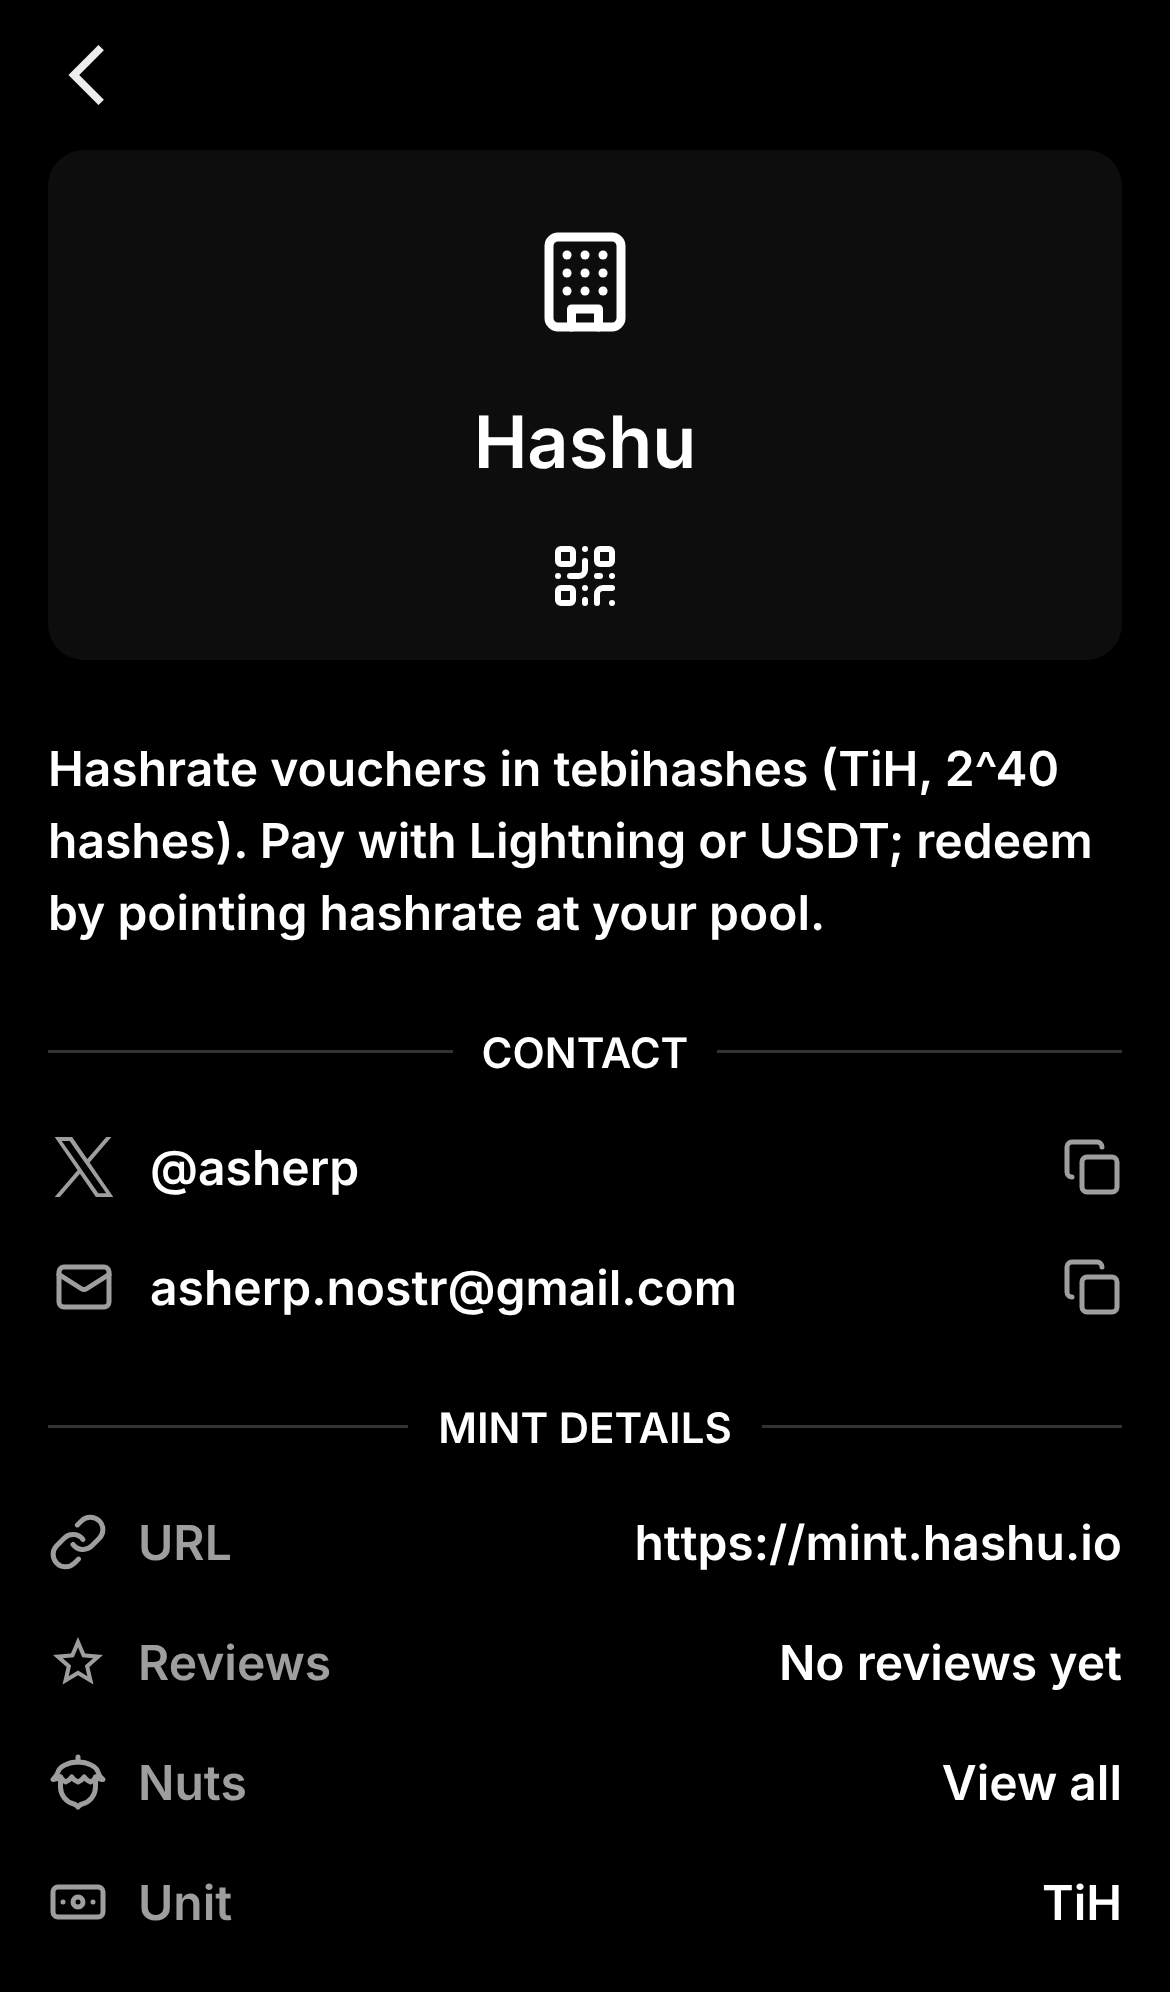 Hashu
Hashrate vouchers in tebihashes (TiH, 2^40
hashes). Pay with Lightning or USDT; redeem
by pointing hashrate at your pool.
CONTACT
@asherp
asherp.nostr@gmail.com
MINT DETAILS
URL https://mint.hashu.io
Reviews No reviews yet
Nuts View all
Unit TiH